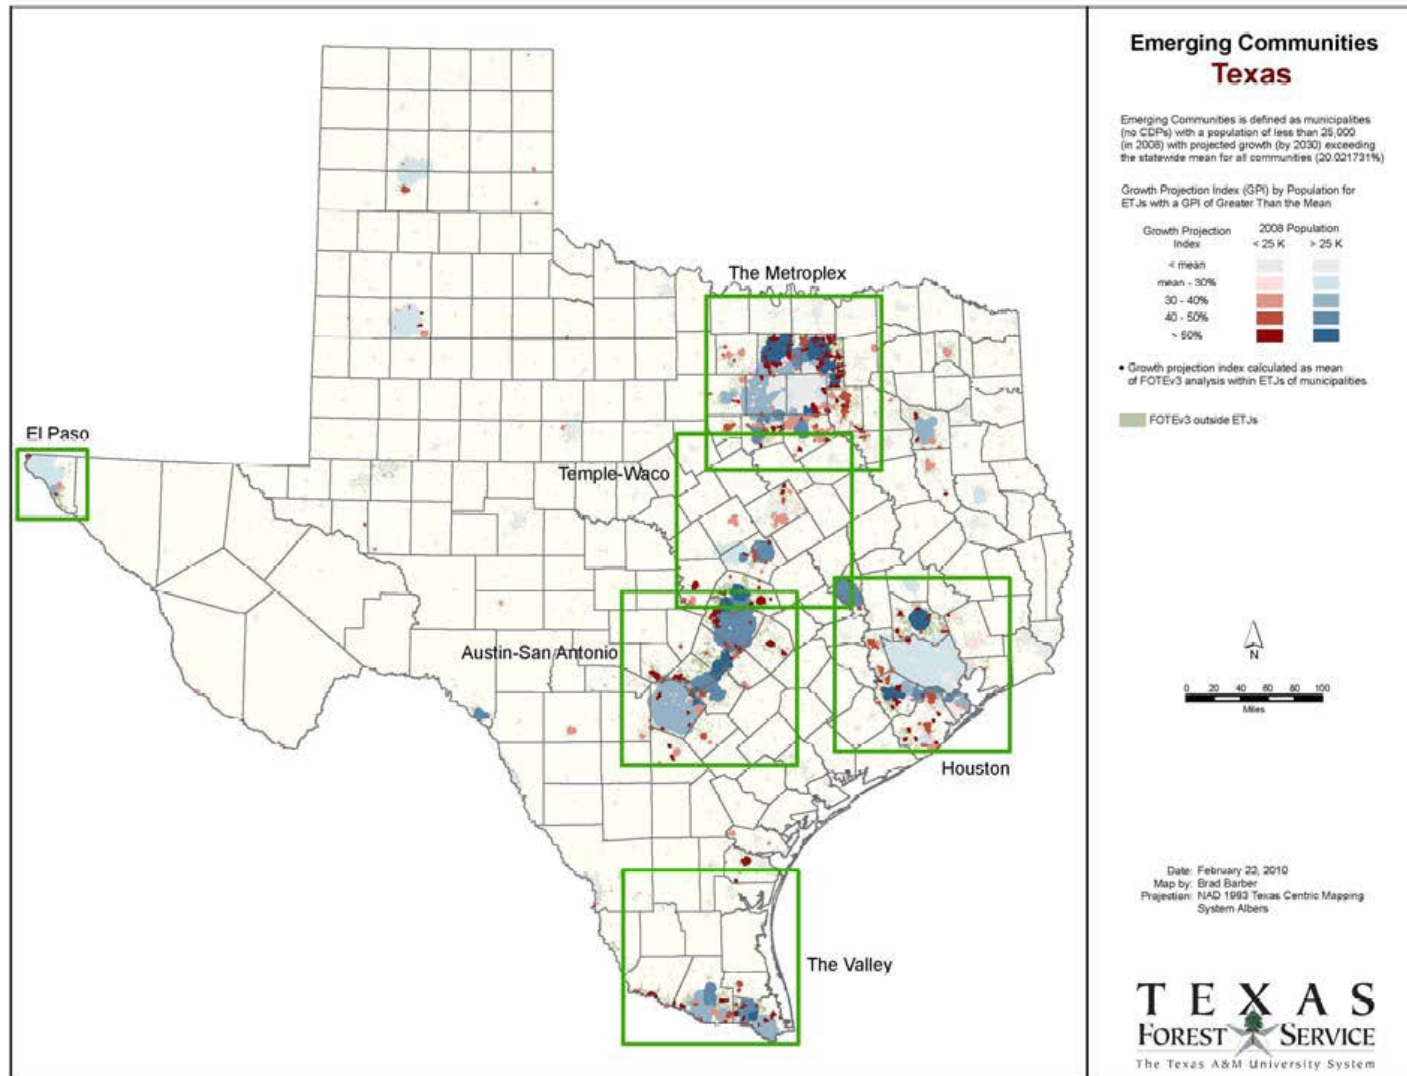 Emerging Communities
Texas
Emerging Communities is defined as municipalities
(no CDPs) with a population of less than 25,000
(in 2008) with projected growth (by 2030) exceeding
the statewide mean for all communities (20.021731%)
Growth Projection Index (GPI) by Population for
ETJs with a GPI of Greater Than the Mean
Growth Projection 2008 Population
Index < 25 K > 25 K
< mean
mean - 30%
30 - 40%
40 - 50%
> 50%
• Growth projection index calculated as mean
of FOTEv3 analysis within ETJs of municipalities
FOTEv3 outside ETJs
The Metroplex
El Paso
Temple-Waco
Austin-San Antonio
Houston
The Valley
N
0 20 40 60 80 100
Miles
Date: February 22, 2010
Map by: Brad Barber
Projection: NAD 1983 Texas Centric Mapping
System Albers
TEXAS
FOREST SERVICE
The Texas A&M University System